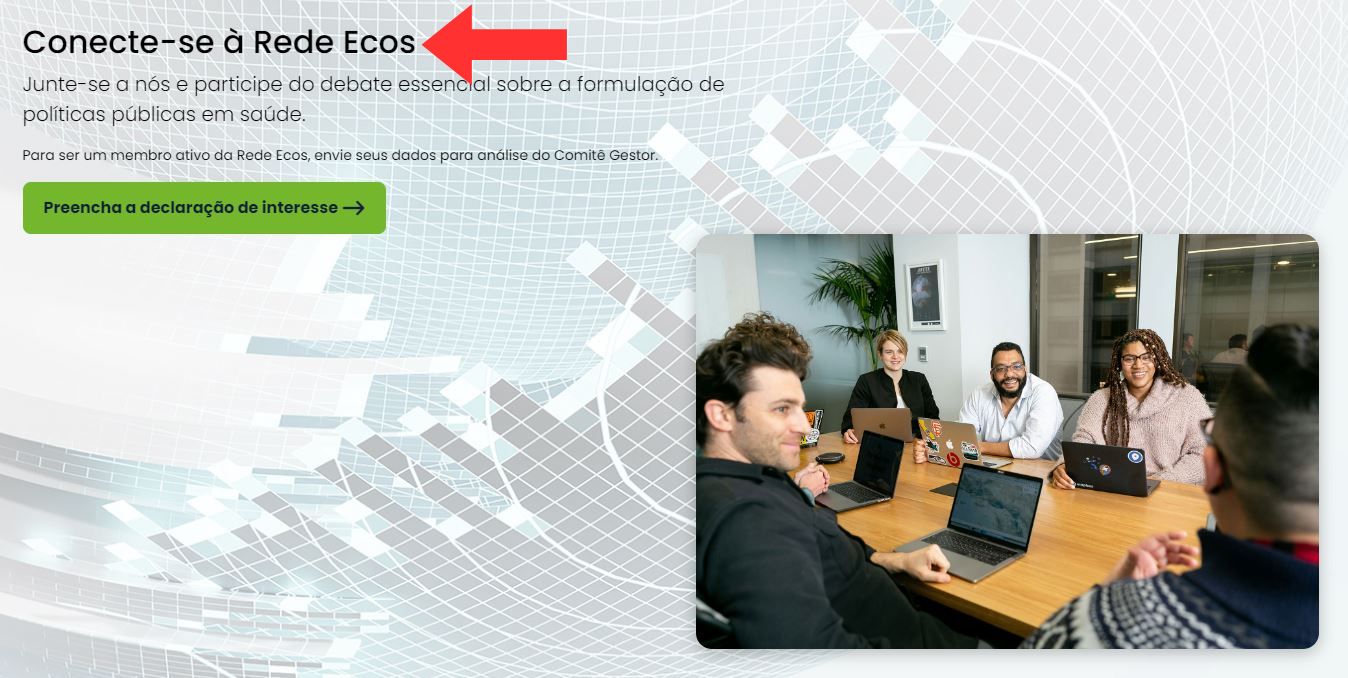 Conecte-se à Rede Ecos
Junte-se a nós e participe do debate essencial sobre a formulação de
políticas públicas em saúde.
Para ser um membro ativo da Rede Ecos, envie seus dados para análise do Comitê Gestor.
Preencha a declaração de interesse →